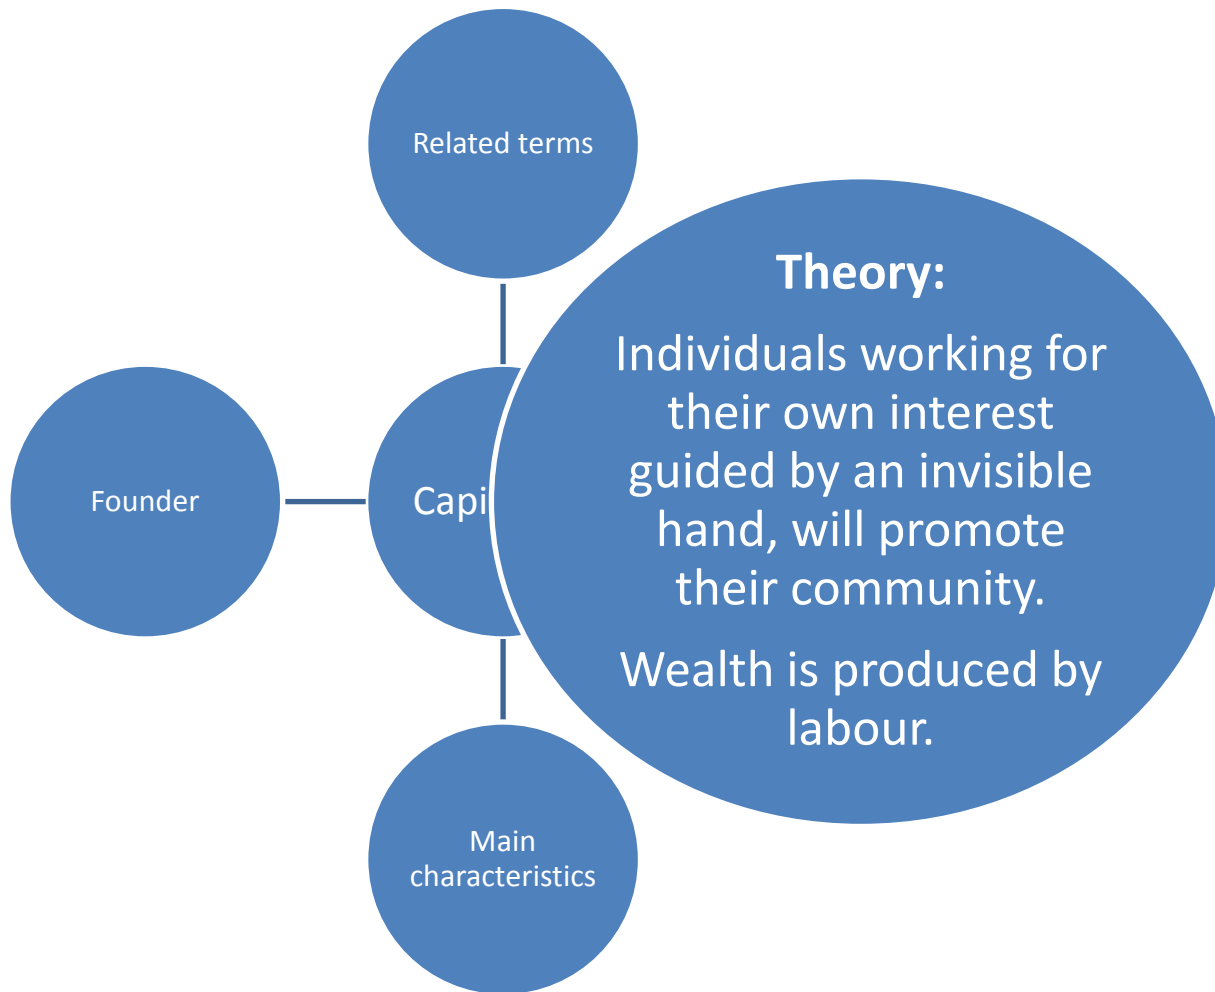 Related terms
Theory:
Individuals working for
their own interest
guided by an invisible
hand, will promote
their community.
Wealth is produced by
labour.
Founder
Capi
Main
characteristics